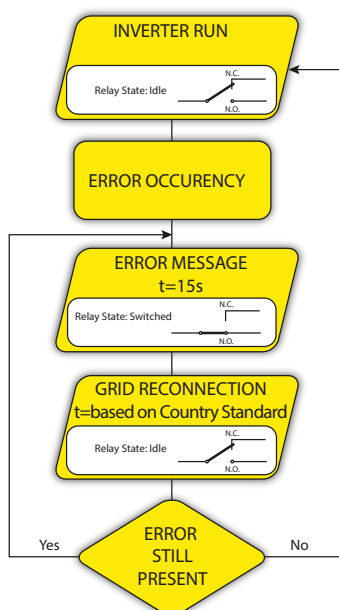 INVERTER RUN
N.C.
Relay State: Idle
N.O.
ERROR OCCURENCY
ERROR MESSAGE
t=15s
N.C.
Relay State: Switched
N.O.
GRID RECONNECTION
t=based on Country Standard
N.C.
Relay State: Idle
N.O.
Yes
ERROR
STILL
PRESENT
No